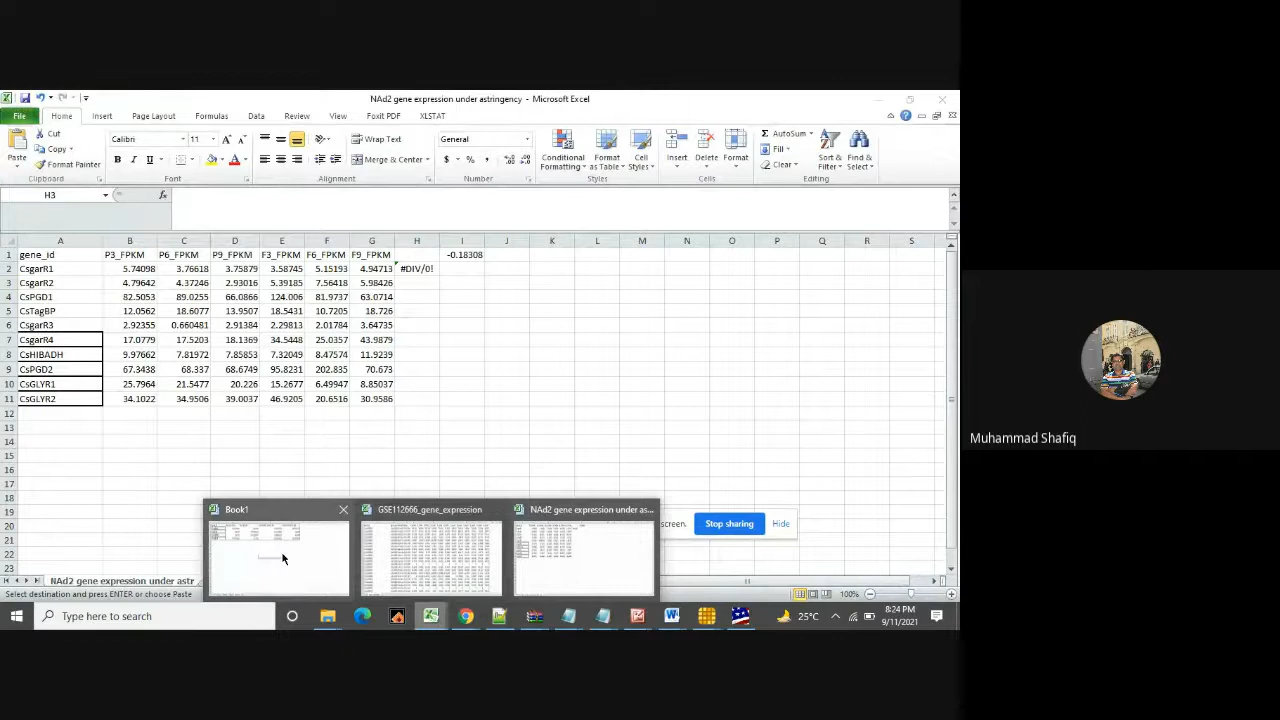 NAd2 gene expression under astringency - Microsoft Excel
File Home Insert Page Layout Formulas Data Review View Foxit PDF XLSTAT
Cut Calibri 11 Wrap Text General AutoSum
Copy Fill
Paste Format Painter Merge & Center Conditional Formatting Format as Table Cell Styles Insert Delete Format Clear Sort & Filter Find & Select
Clipboard Font Alignment Number Styles Cells Editing
H3 fx
A B C D E F G H I J K L M N O P Q R S
1 gene_id P3_FPKM P6_FPKM P9_FPKM F3_FPKM F6_FPKM F9_FPKM -0.18308
2 CsgarR1 5.74098 3.76618 3.75879 3.58745 5.15193 4.94713 #DIV/0!
3 CsgarR2 4.79642 4.37246 2.93031 5.39185 7.56418 5.98426
4 CsPGD1 82.5053 89.0255 66.0866 124.006 81.9737 63.0714
5 CsTagBP 12.0562 18.6077 13.9507 18.5431 10.7205 18.726
6 CsgarR3 2.92355 0.660481 2.91384 2.29813 2.01784 3.64735
7 CsgarR4 17.0779 17.5203 18.1369 34.5448 25.0357 43.9879
8 CsHIBADH 9.97662 7.81972 7.85853 7.32049 8.47574 11.9239
9 CsPGD2 67.3438 68.337 68.6749 95.8231 202.835 70.673
10 CsGLYR1 25.7964 21.5477 20.226 15.2677 6.49947 8.85037
11 CsGLYR2 34.1022 34.9506 39.0037 46.9205 20.6516 30.9586
12
13
14
15
16
17
18
19
20
21
22
23
Muhammad Shafiq
Book1 GSE112666_gene_expression NAd2 gene expression under as...
screen. Stop sharing Hide
NAd2 gene expression under astr
Select destination and press ENTER or choose Paste 100%
Type here to search 25°C 8:24 PM
9/11/2021